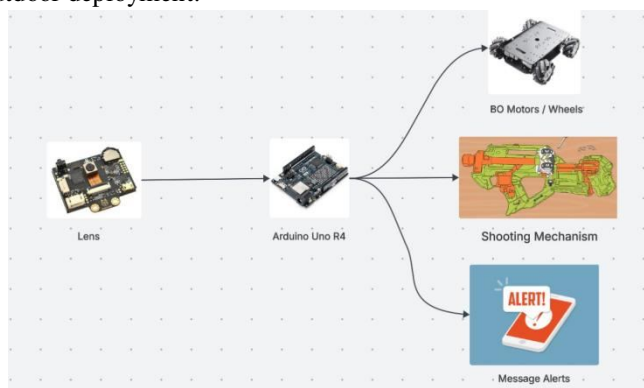 BO Motors / Wheels
Lens
Arduino Uno R4
Shooting Mechanism
ALERT!
Message Alerts